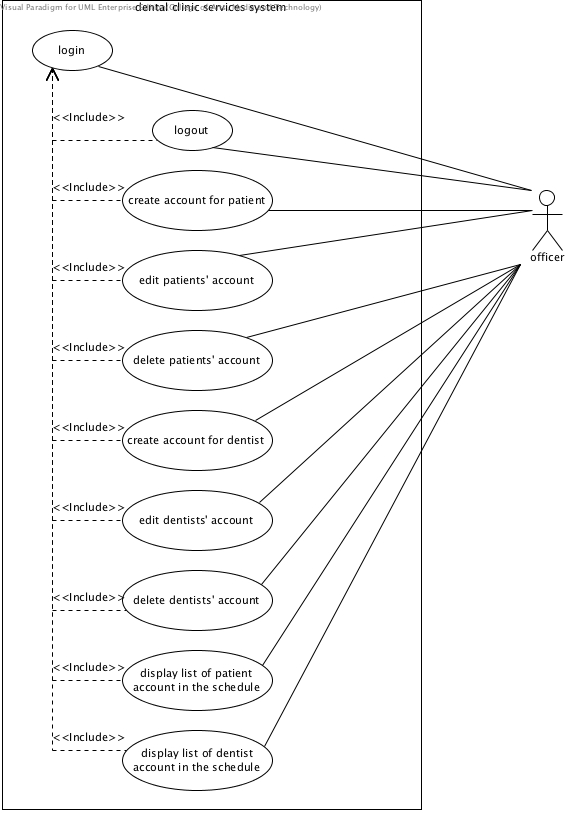 Visual Paradigm for UML Enterprise
dental clinic services system
Technology)
login
<<Include>>
logout
<<Include>>
create account for patient
<<Include>>
edit patients' account
officer
<<Include>>
delete patients' account
<<Include>>
create account for dentist
<<Include>>
edit dentists' account
<<Include>>
delete dentists' account
<<Include>>
display list of patient
account in the schedule
<<Include>>
display list of dentist
account in the schedule